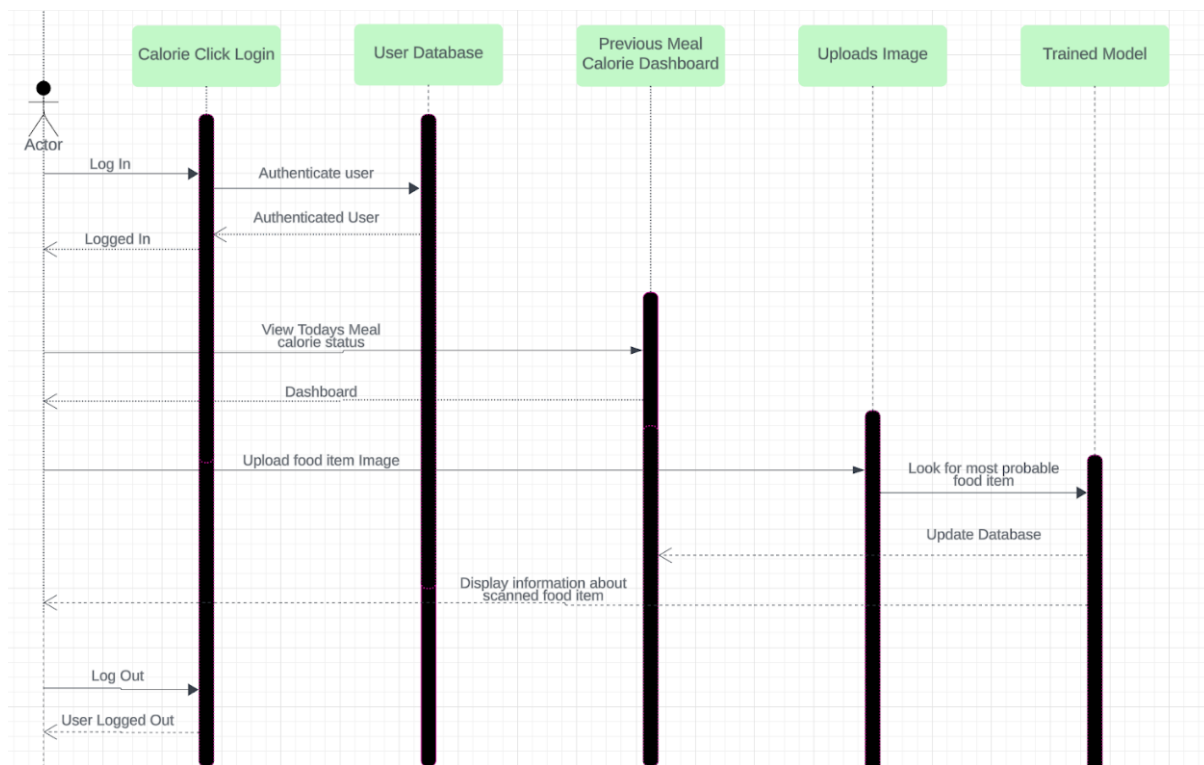 Calorie Click Login
User Database
Previous Meal
Calorie Dashboard
Uploads Image
Trained Model
Actor
Log In
Authenticate user
Authenticated User
Logged In
View Todays Meal
calorie status
Dashboard
Upload food item Image
Look for most probable
food item
Update Database
Display information about
scanned food item
Log Out
User Logged Out